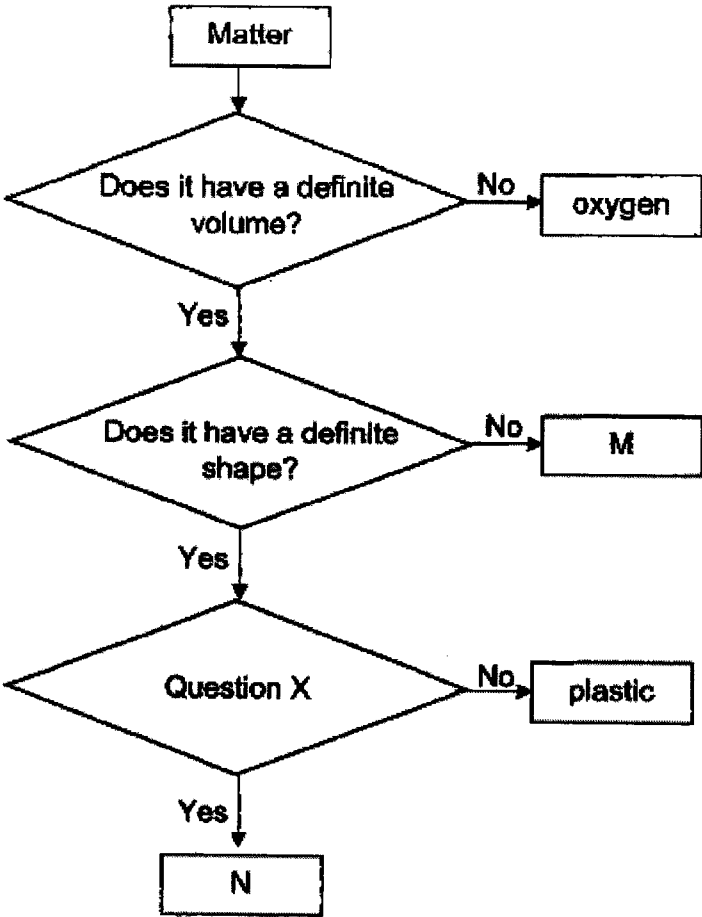 Matter
Does it have a definite
volume?
No
oxygen
Yes
Does it have a definite
shape?
No
M
Yes
Question X
No
plastic
Yes
N